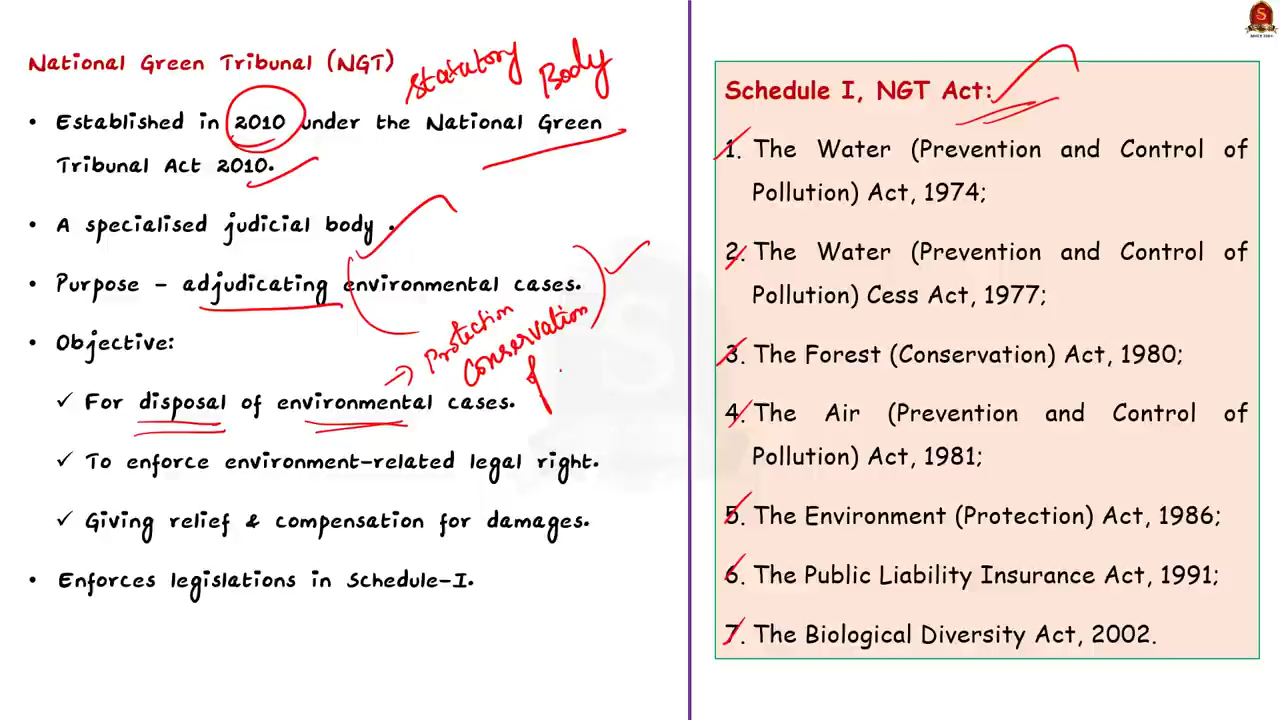 National Green Tribunal (NGT)
Statutory Body
• Established in 2010 under the National Green
Tribunal Act 2010.
• A specialised judicial body .
• Purpose – adjudicating environmental cases.
• Objective:
Protection
Conservation
of
✓ For disposal of environmental cases.
✓ To enforce environment-related legal right.
✓ Giving relief & compensation for damages.
• Enforces legislations in Schedule-I.
S
SINCE 2004
Schedule I, NGT Act:
1. The Water (Prevention and Control of
Pollution) Act, 1974;
2. The Water (Prevention and Control of
Pollution) Cess Act, 1977;
3. The Forest (Conservation) Act, 1980;
4. The Air (Prevention and Control of
Pollution) Act, 1981;
5. The Environment (Protection) Act, 1986;
6. The Public Liability Insurance Act, 1991;
7. The Biological Diversity Act, 2002.